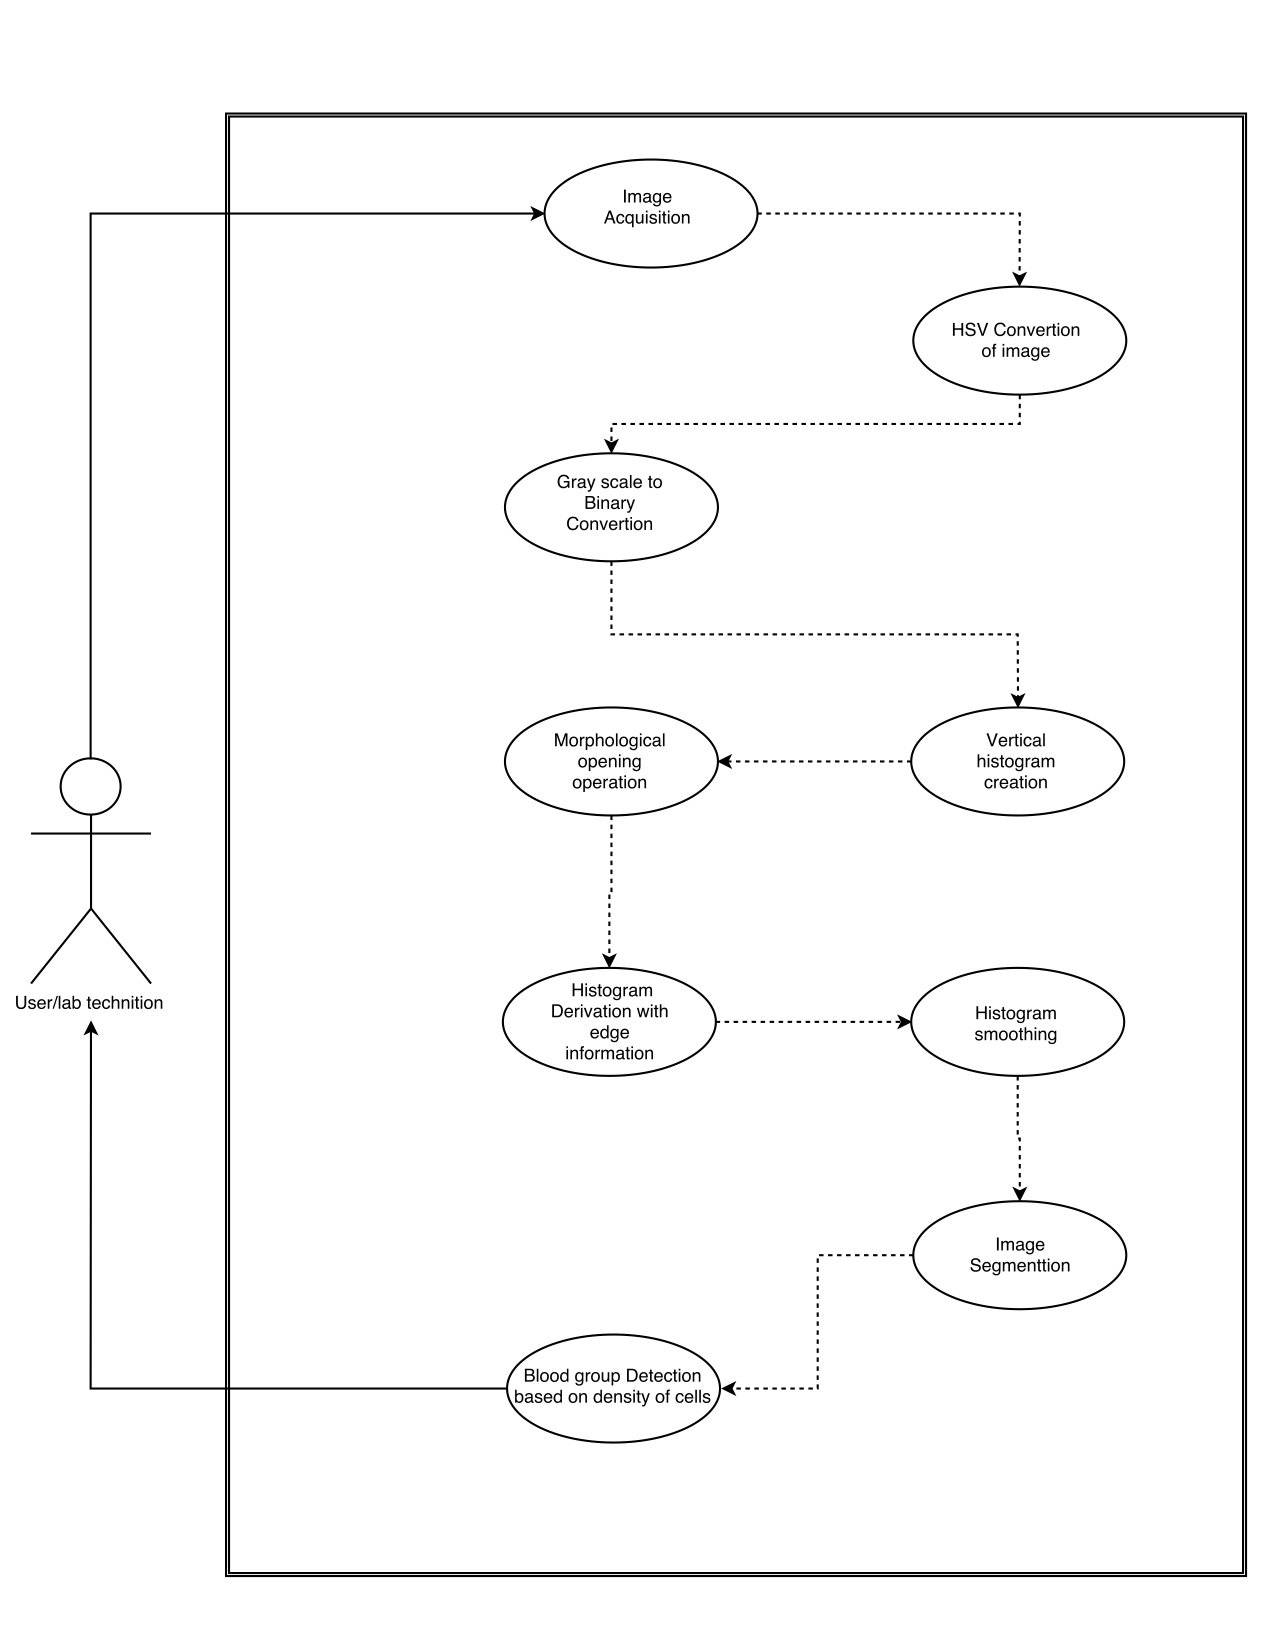 Image
Acquisition
HSV Convertion
of image
Gray scale to
Binary
Convertion
Vertical
histogram
creation
Morphological
opening
operation
Histogram
Derivation with
edge
information
Histogram
smoothing
User/lab technition
Image
Segmenttion
Blood group Detection
based on density of cells